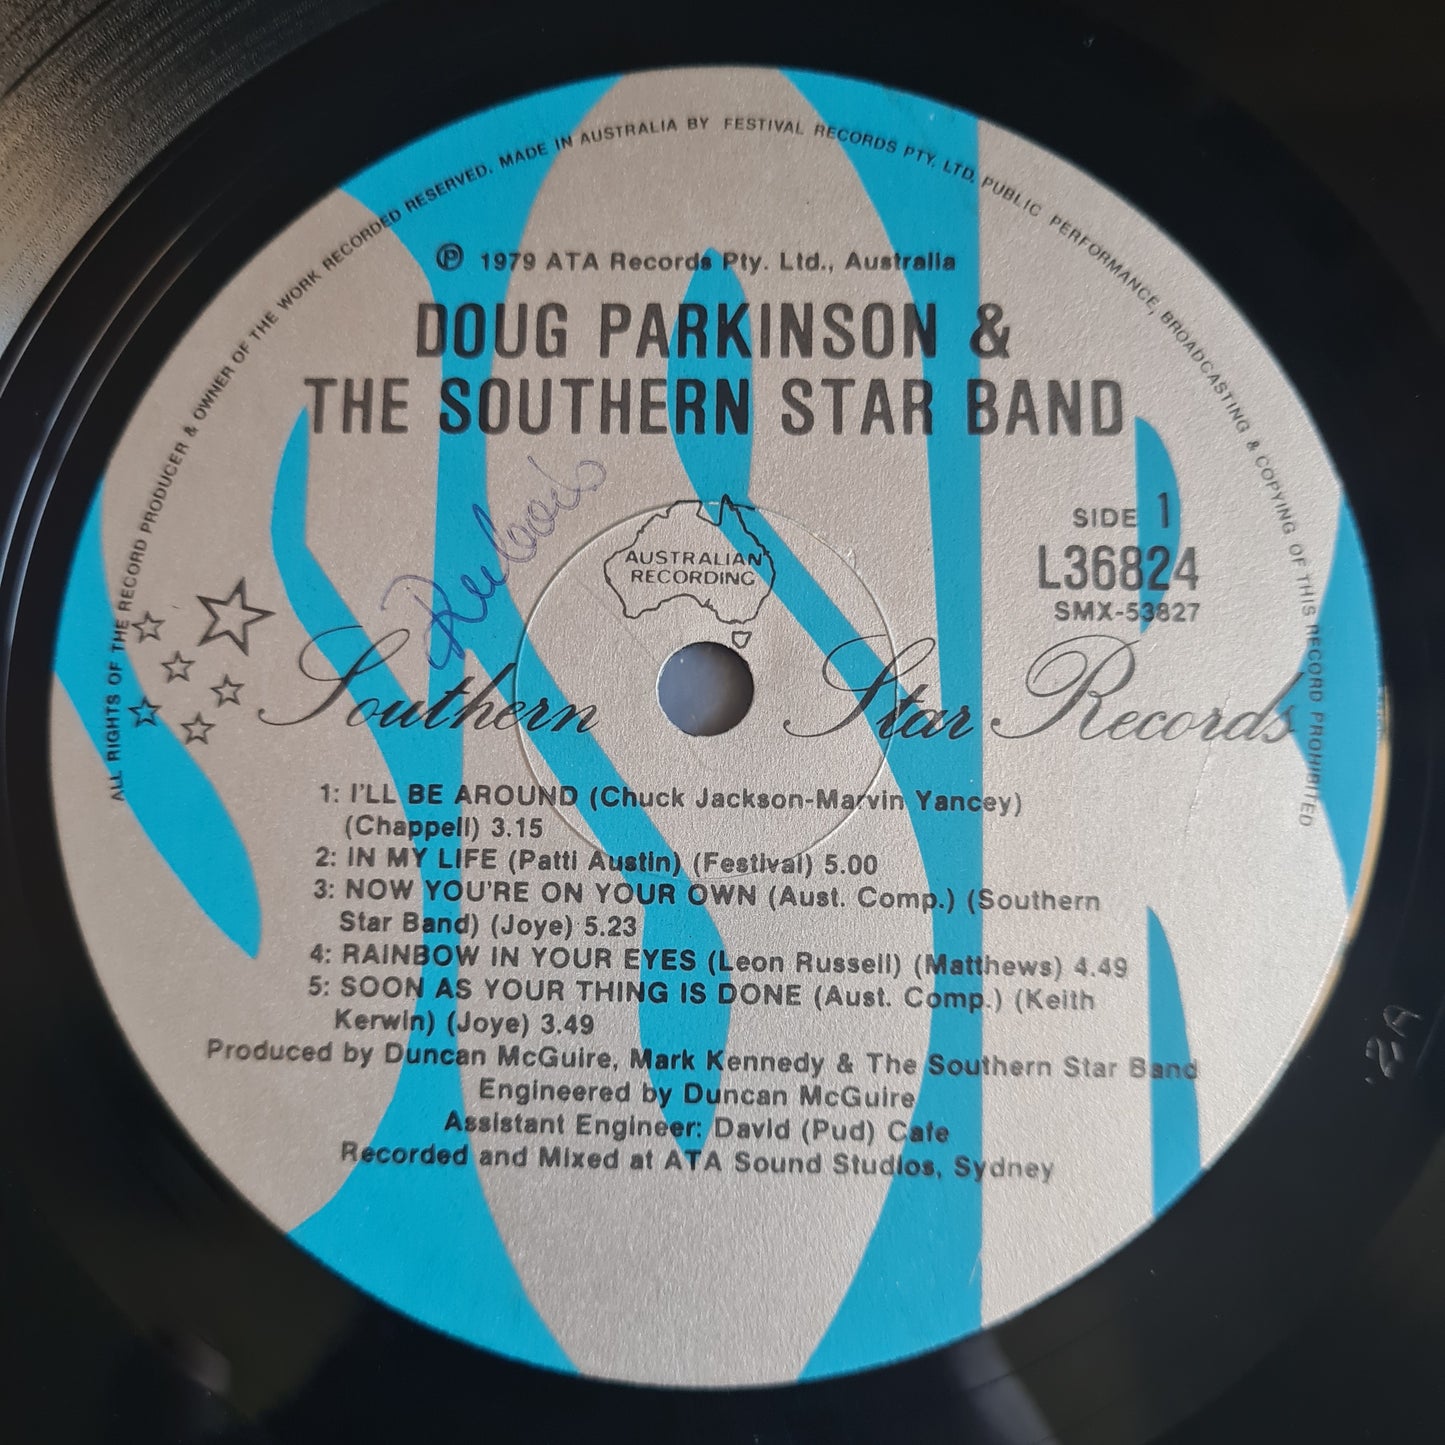 ALL RIGHTS OF THE RECORD PRODUCER & OWNER OF THE WORK RECORDED RESERVED. MADE IN AUSTRALIA BY FESTIVAL RECORDS PTY. LTD. PUBLIC PERFORMANCE, BROADCASTING & COPYING OF THIS RECORD PROHIBITED
Ⓟ 1979 ATA Records Pty. Ltd., Australia
DOUG PARKINSON &
THE SOUTHERN STAR BAND
SIDE 1
L36824
SMX-53827
AUSTRALIAN
RECORDING
Southern Star Records
1: I'LL BE AROUND (Chuck Jackson-Marvin Yancey)
(Chappell) 3.15
2: IN MY LIFE (Patti Austin) (Festival) 5.00
3: NOW YOU'RE ON YOUR OWN (Aust. Comp.) (Southern
Star Band) (Joye) 5.23
4: RAINBOW IN YOUR EYES (Leon Russell) (Matthews) 4.49
5: SOON AS YOUR THING IS DONE (Aust. Comp.) (Keith
Kerwin) (Joye) 3.49
Produced by Duncan McGuire, Mark Kennedy & The Southern Star Band
Engineered by Duncan McGuire
Assistant Engineer: David (Pud) Cafe
Recorded and Mixed at ATA Sound Studios, Sydney
2A